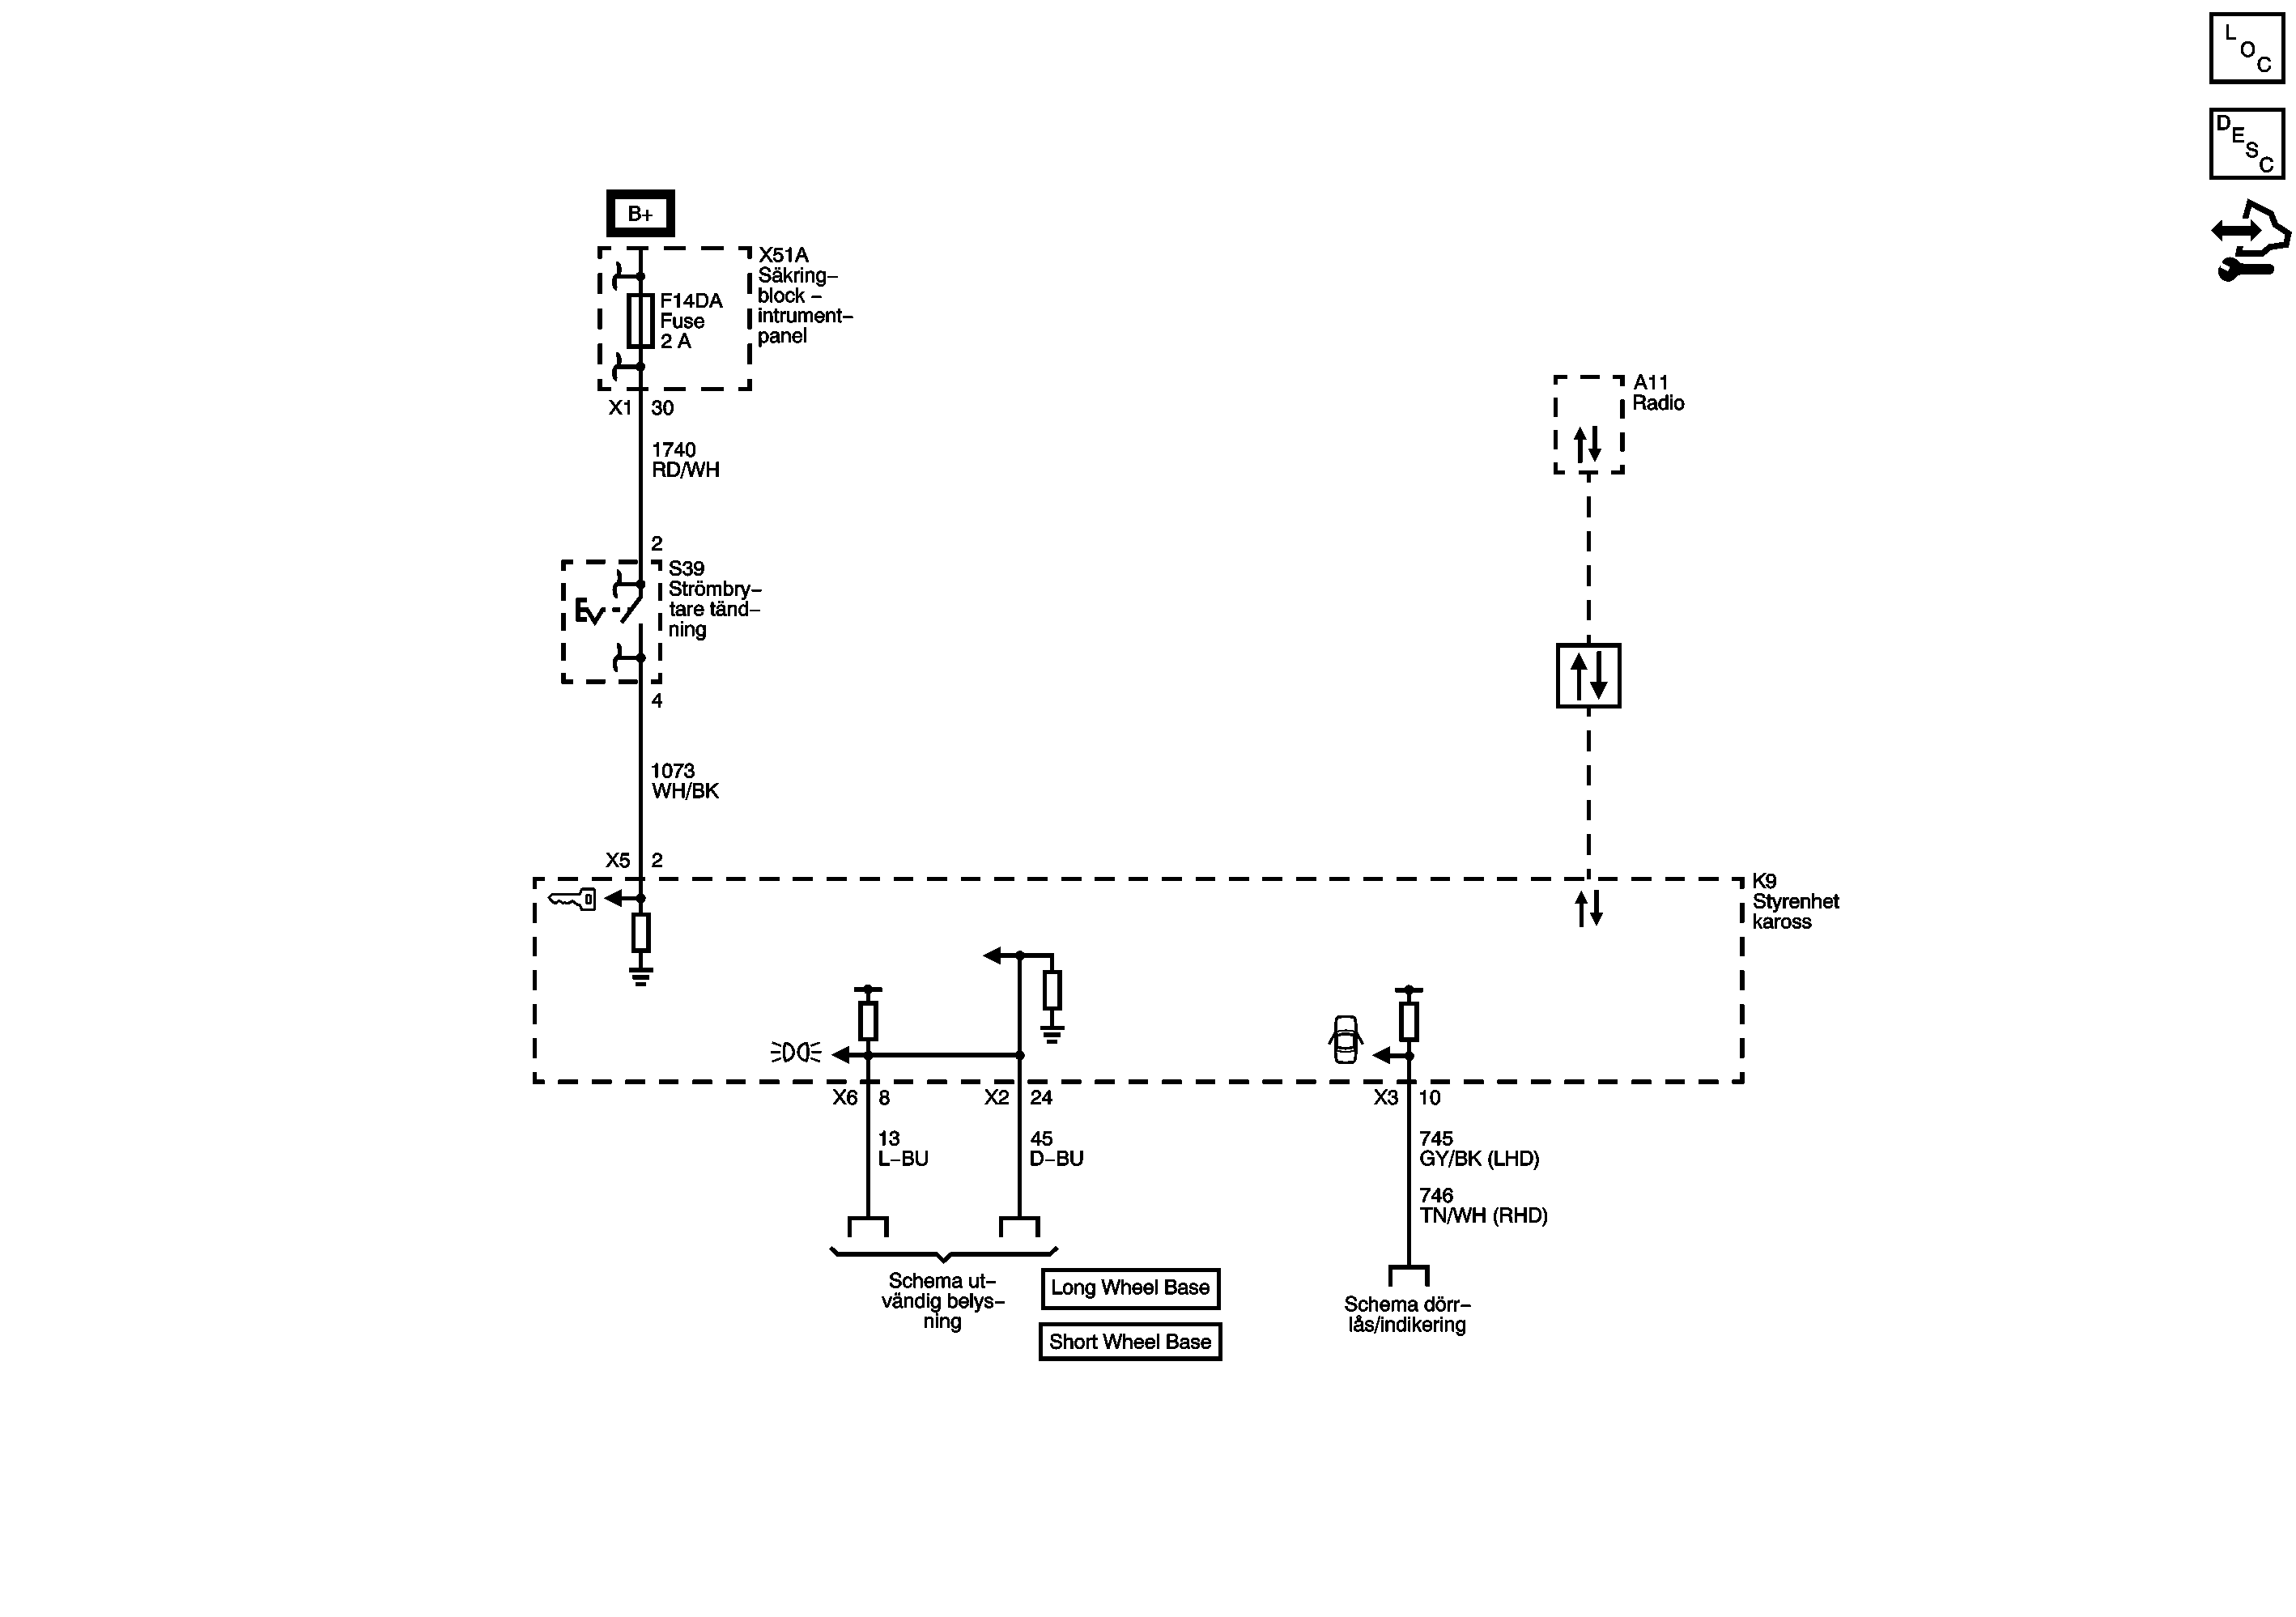 L
O
C
D
E
S
C
B+
X51A
Säkring–
block –
intrument–
panel
F14DA
Fuse
2 A
X1 30
1740
RD/WH
A11
Radio
2
S39
Strömbry–
tare tänd–
ning
4
1073
WH/BK
X5 2
K9
Styrenhet
kaross
X6 8
X2 24
X3 10
13
L–BU
45
D–BU
745
GY/BK (LHD)
746
TN/WH (RHD)
Schema ut–
vändig belys–
ning
Long Wheel Base
Short Wheel Base
Schema dörr–
lås/indikering